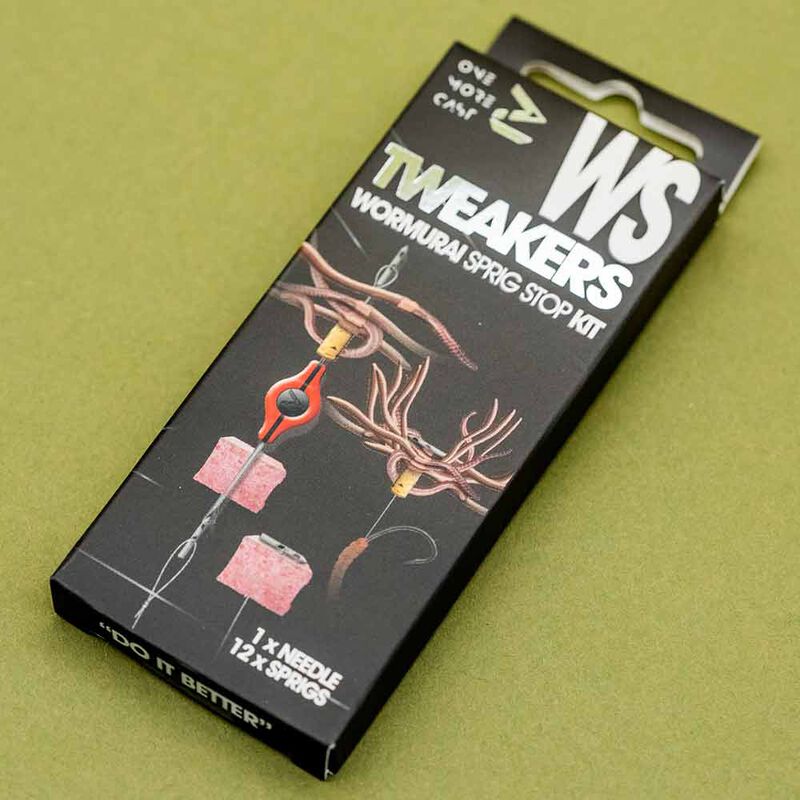 ONE
MORE
CAST
WS
TWEAKERS
WORMURAI SPRIG STOP KIT
1 x NEEDLE
12 x SPRIGS
“DO IT BETTER”